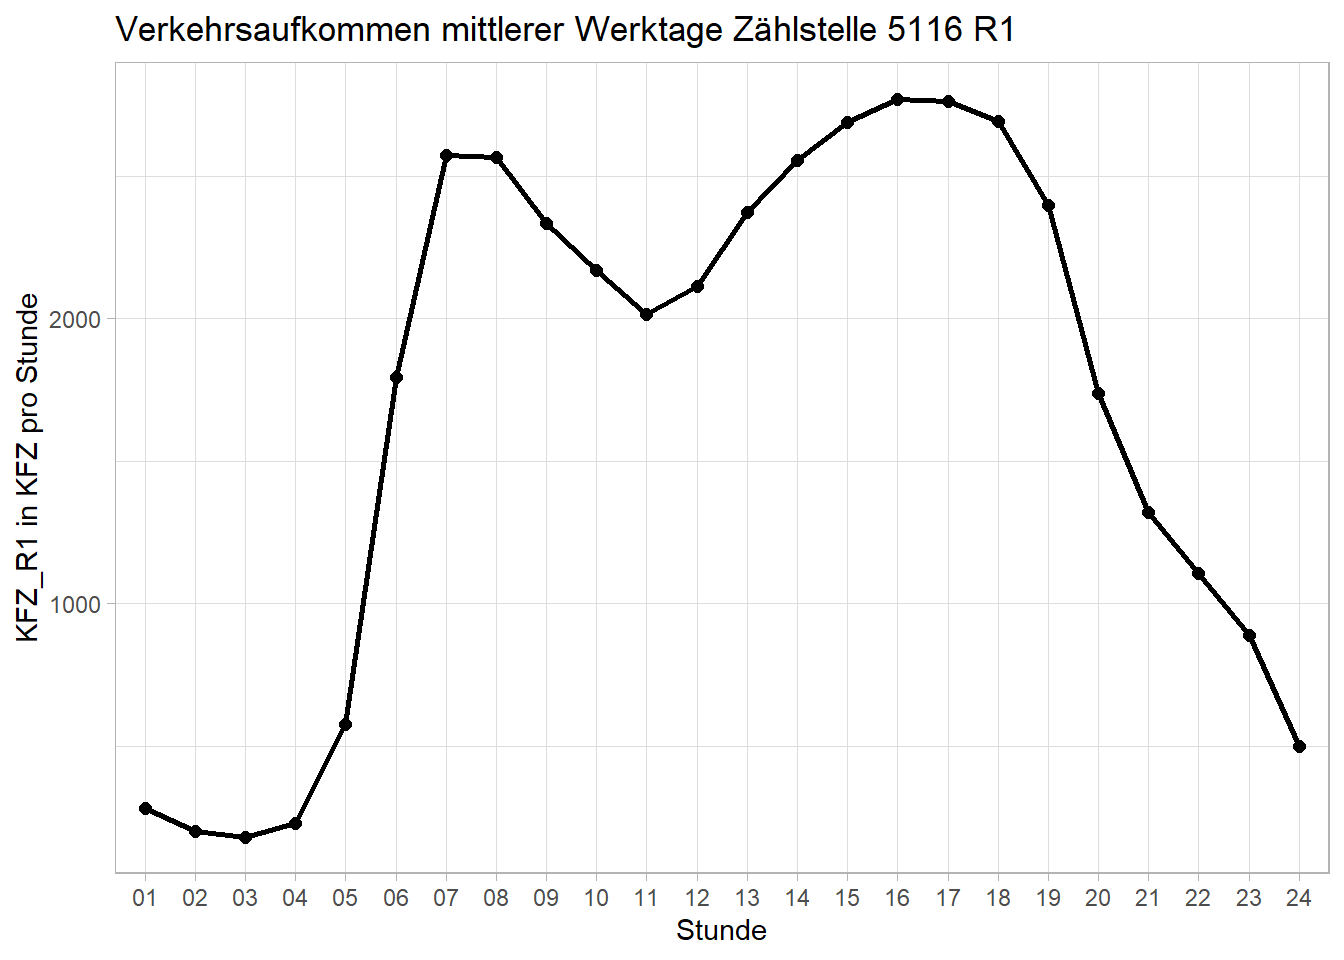 Verkehrsaufkommen mittlerer Werktage Zählstelle 5116 R1
KFZ_R1 in KFZ pro Stunde
2000
1000
01 02 03 04 05 06 07 08 09 10 11 12 13 14 15 16 17 18 19 20 21 22 23 24
Stunde